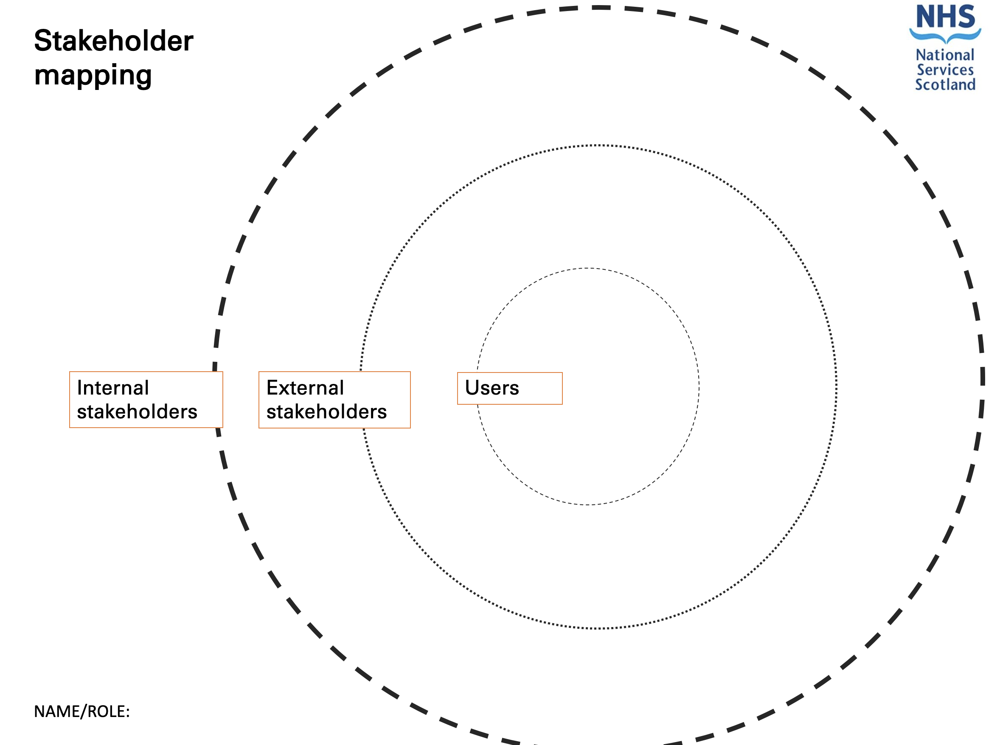 Stakeholder
mapping
NHS
National
Services
Scotland
Internal
stakeholders
External
stakeholders
Users
NAME/ROLE: